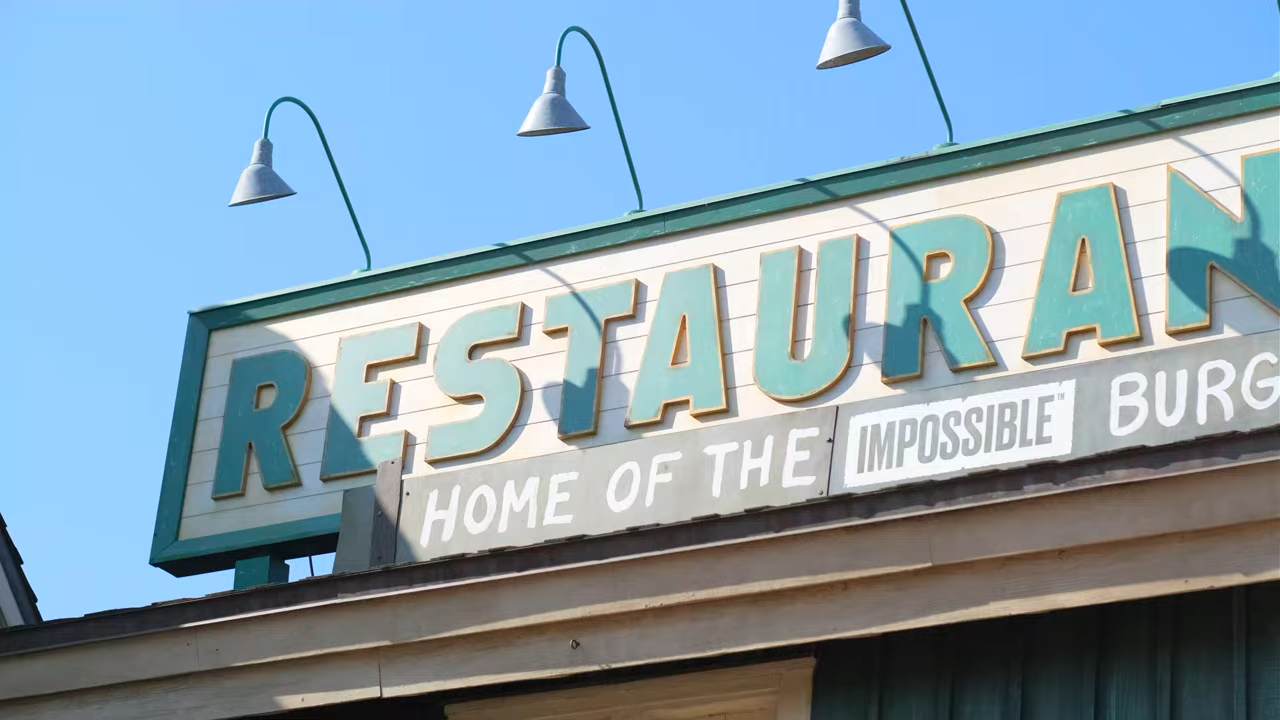 RESTAURAN
HOME OF THE IMPOSSIBLE™ BURG